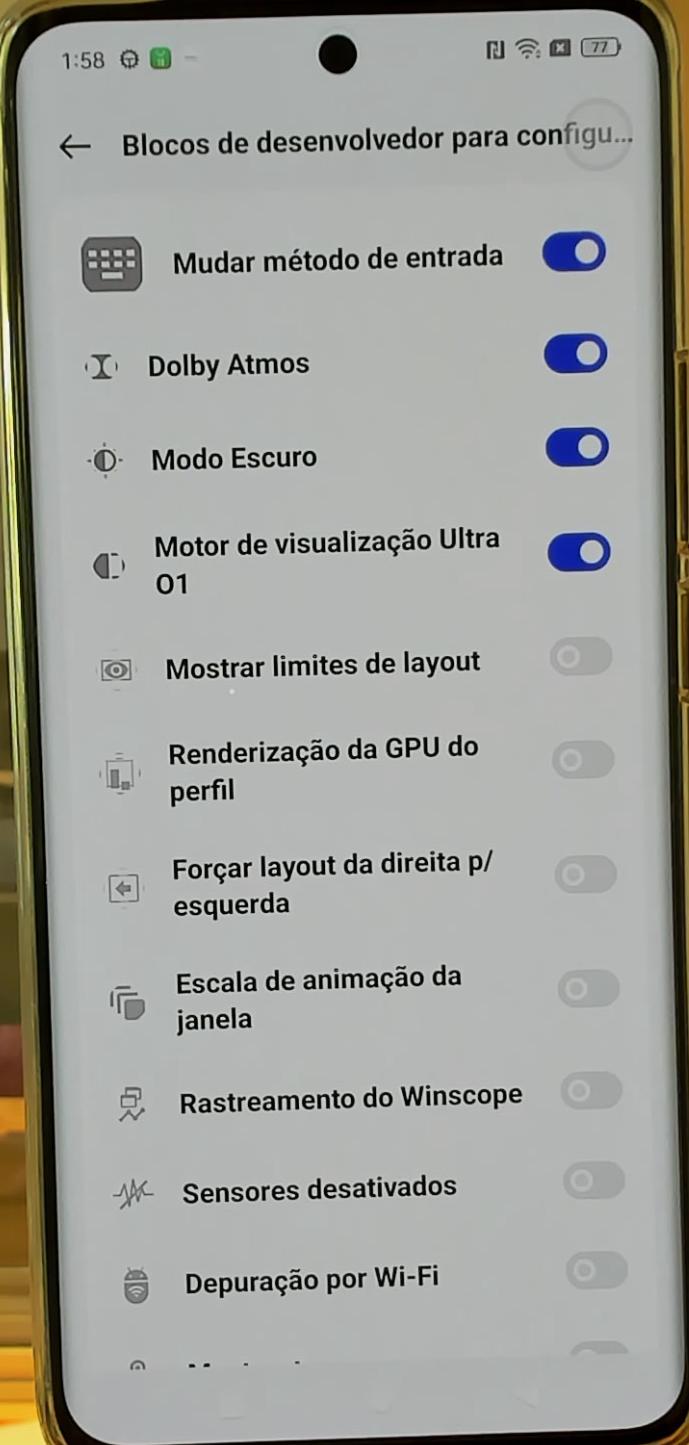 1:58
77
Blocos de desenvolvedor para configu...
Mudar método de entrada
Dolby Atmos
Modo Escuro
Motor de visualização Ultra
O1
Mostrar limites de layout
Renderização da GPU do
perfil
Forçar layout da direita p/
esquerda
Escala de animação da
janela
Rastreamento do Winscope
Sensores desativados
Depuração por Wi-Fi